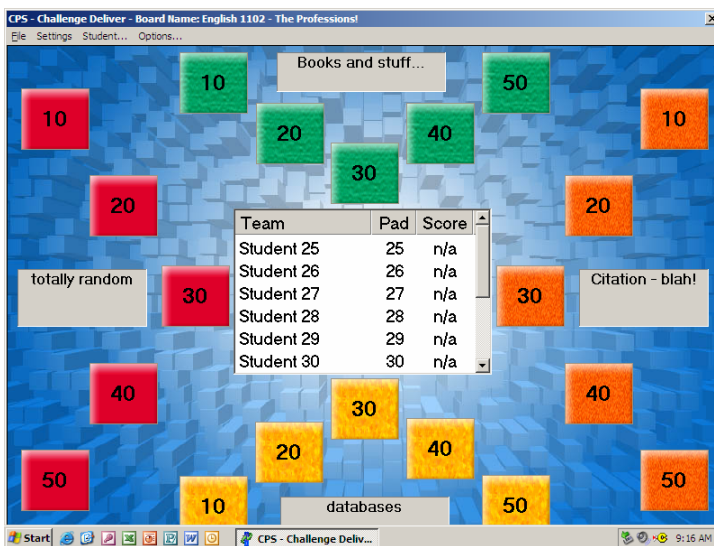 CPS - Challenge Deliver - Board Name: English 1102 - The Professions!
File Settings Student... Options...
Books and stuff...
10 50
10 20 40 10
30
20 20
Team Pad Score
Student 25 25 n/a
Student 26 26 n/a
Student 27 27 n/a
Student 28 28 n/a
Student 29 29 n/a
Student 30 30 n/a
totally random 30 30 Citation - blah!
40 30 40
20 40
50 50
10 databases 50
Start CPS - Challenge Deliv... 9:16 AM